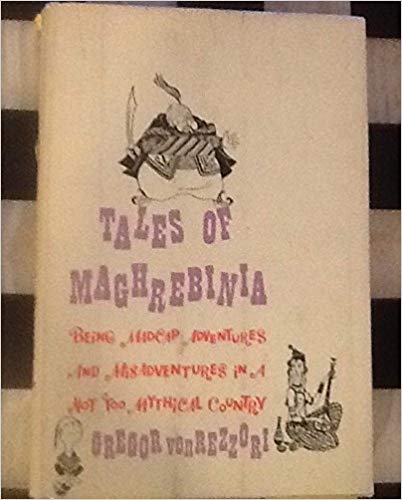 TALES OF
MAGHREBINIA
BEING MADCAP ADVENTURES
AND MISADVENTURES IN A
NOT TOO MYTHICAL COUNTRY
GREGOR VON REZZORI